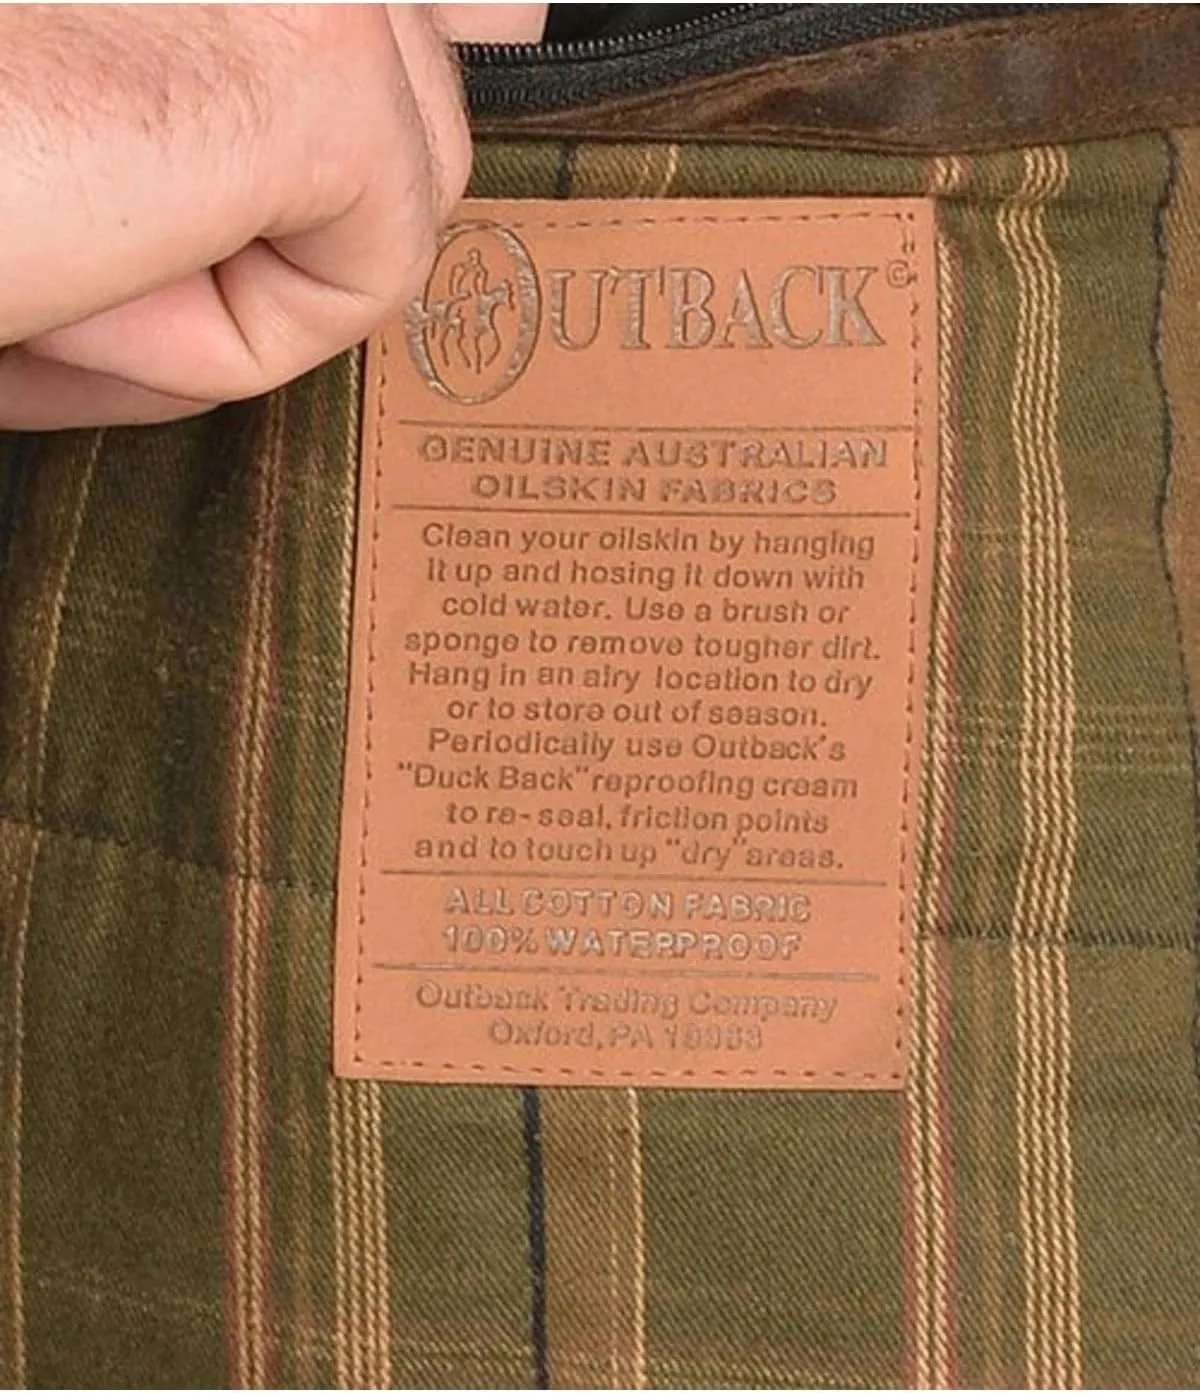 OUTBACK©
GENUINE AUSTRALIAN
OILSKIN FABRICS
Clean your oilskin by hanging
it up and hosing it down with
cold water. Use a brush or
sponge to remove tougher dirt.
Hang in an airy location to dry
or to store out of season.
Periodically use Outback's
"Duck Back" reproofing cream
to re-seal, friction points
and to touch up "dry" areas.
ALL COTTON FABRIC
100% WATERPROOF
Outback Trading Company
Oxford, PA